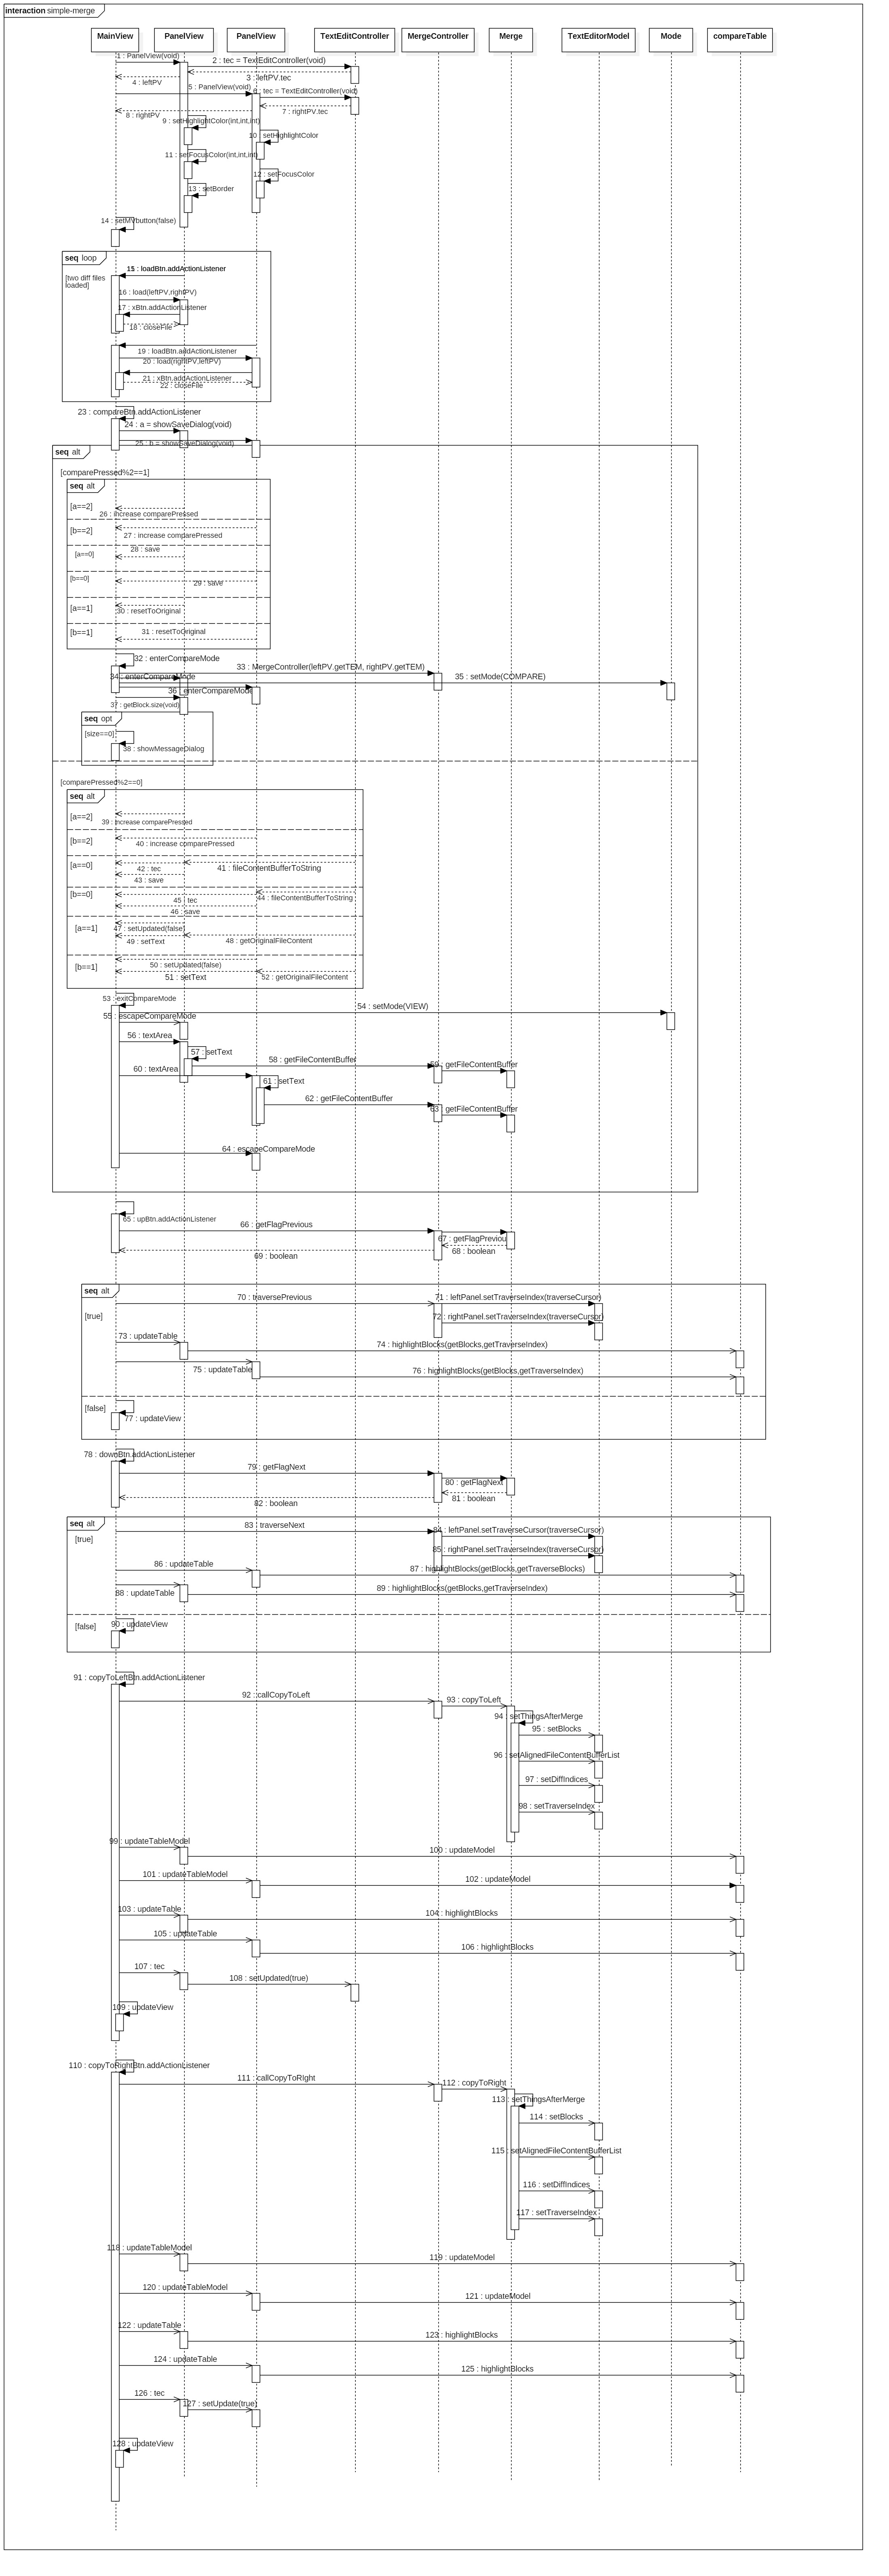 interaction simple-merge
MainView
PanelView
PanelView
TextEditController
MergeController
Merge
TextEditorModel
Mode
compareTable
1 : PanelView(void)
2 : tec = TextEditController(void)
3 : leftPV.tec
4 : leftPV
5 : PanelView(void)
6 : tec = TextEditController(void)
7 : rightPV.tec
8 : rightPV
9 : setHighlightColor(int,int,int)
10 : setHighlightColor
11 : setFocusColor(int,int,int)
12 : setFocusColor
13 : setBorder
14 : setMVbutton(false)
seq loop
[two diff files
loaded]
15 : loadBtn.addActionListener
16 : load(leftPV,rightPV)
17 : xBtn.addActionListener
18 : closeFile
19 : loadBtn.addActionListener
20 : load(rightPV,leftPV)
21 : xBtn.addActionListener
22 : closeFile
23 : compareBtn.addActionListener
24 : a = showSaveDialog(void)
25 : b = showSaveDialog(void)
seq alt
[comparePressed%2==1]
seq alt
[a==2]
26 : increase comparePressed
[b==2]
27 : increase comparePressed
[a==0]
28 : save
[b==0]
29 : save
[a==1]
30 : resetToOriginal
[b==1]
31 : resetToOriginal
32 : enterCompareMode
33 : MergeController(leftPV.getTEM, rightPV.getTEM)
34 : enterCompareMode
35 : setMode(COMPARE)
36 : enterCompareMode
37 : getBlock.size(void)
seq opt
[size==0]
38 : showMessageDialog
[comparePressed%2==0]
seq alt
[a==2]
39 : increase comparePressed
[b==2]
40 : increase comparePressed
[a==0]
41 : fileContentBufferToString
42 : tec
43 : save
[b==0]
44 : fileContentBufferToString
45 : tec
46 : save
[a==1]
47 : setUpdated(false)
48 : getOriginalFileContent
49 : setText
[b==1]
50 : setUpdated(false)
51 : setText
52 : getOriginalFileContent
53 : exitCompareMode
54 : setMode(VIEW)
55 : escapeCompareMode
56 : textArea
57 : setText
58 : getFileContentBuffer
59 : getFileContentBuffer
60 : textArea
61 : setText
62 : getFileContentBuffer
63 : getFileContentBuffer
64 : escapeCompareMode
65 : upBtn.addActionListener
66 : getFlagPrevious
67 : getFlagPreviou
68 : boolean
69 : boolean
seq alt
[true]
70 : traversePrevious
71 : leftPanel.setTraverseIndex(traverseCursor)
72 : rightPanel.setTraverseIndex(traverseCursor)
73 : updateTable
74 : highlightBlocks(getBlocks,getTraverseIndex)
75 : updateTable
76 : highlightBlocks(getBlocks,getTraverseIndex)
[false]
77 : updateView
78 : downBtn.addActionListener
79 : getFlagNext
80 : getFlagNext
81 : boolean
82 : boolean
seq alt
[true]
83 : traverseNext
84 : leftPanel.setTraverseCursor(traverseCursor)
85 : rightPanel.setTraverseIndex(traverseCursor)
86 : updateTable
87 : highlightBlocks(getBlocks,getTraverseBlocks)
88 : updateTable
89 : highlightBlocks(getBlocks,getTraverseIndex)
[false]
90 : updateView
91 : copyToLeftBtn.addActionListener
92 : callCopyToLeft
93 : copyToLeft
94 : setThingsAfterMerge
95 : setBlocks
96 : setAlignedFileContentBufferList
97 : setDiffIndices
98 : setTraverseIndex
99 : updateTableModel
100 : updateModel
101 : updateTableModel
102 : updateModel
103 : updateTable
104 : highlightBlocks
105 : updateTable
106 : highlightBlocks
107 : tec
108 : setUpdated(true)
109 : updateView
110 : copyToRightBtn.addActionListener
111 : callCopyToRIght
112 : copyToRight
113 : setThingsAfterMerge
114 : setBlocks
115 : setAlignedFileContentBufferList
116 : setDiffIndices
117 : setTraverseIndex
118 : updateTableModel
119 : updateModel
120 : updateTableModel
121 : updateModel
122 : updateTable
123 : highlightBlocks
124 : updateTable
125 : highlightBlocks
126 : tec
127 : setUpdate(true)
128 : updateView